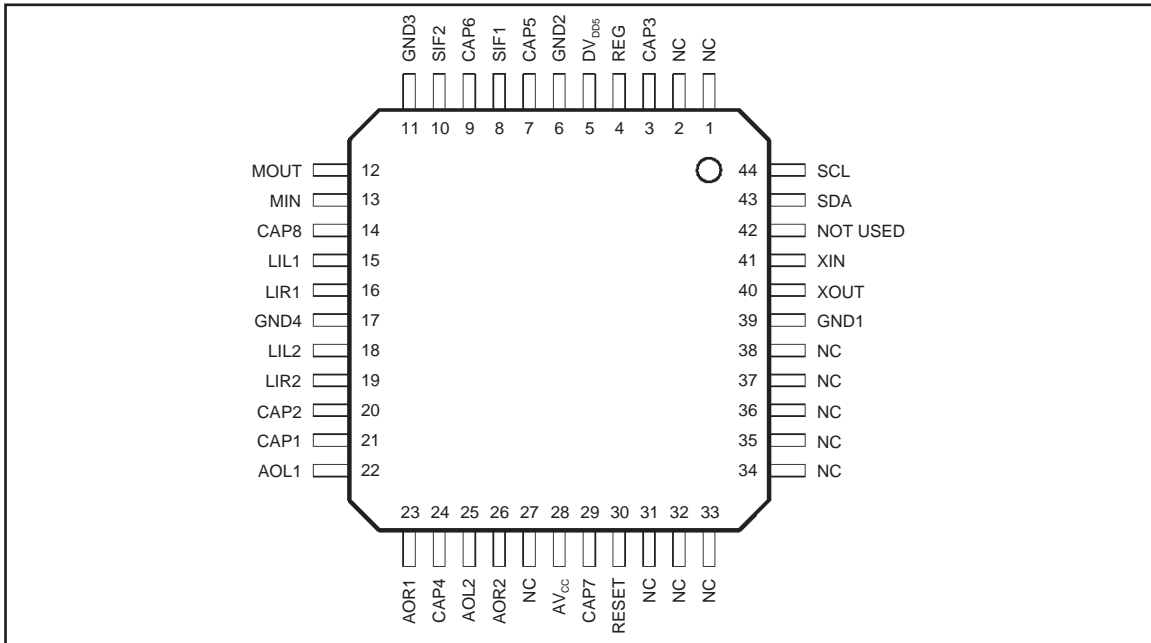 GND3 SIF2 CAP6 SIF1 CAP5 GND2 DVDD5 REG CAP3 NC NC
11 10 9 8 7 6 5 4 3 2 1
MOUT 12 44 SCL
MIN 13 43 SDA
CAP8 14 42 NOT USED
LIL1 15 41 XIN
LIR1 16 40 XOUT
GND4 17 39 GND1
LIL2 18 38 NC
LIR2 19 37 NC
CAP2 20 36 NC
CAP1 21 35 NC
AOL1 22 34 NC
23 24 25 26 27 28 29 30 31 32 33
AOR1 CAP4 AOL2 AOR2 NC AVCC CAP7 RESET NC NC NC